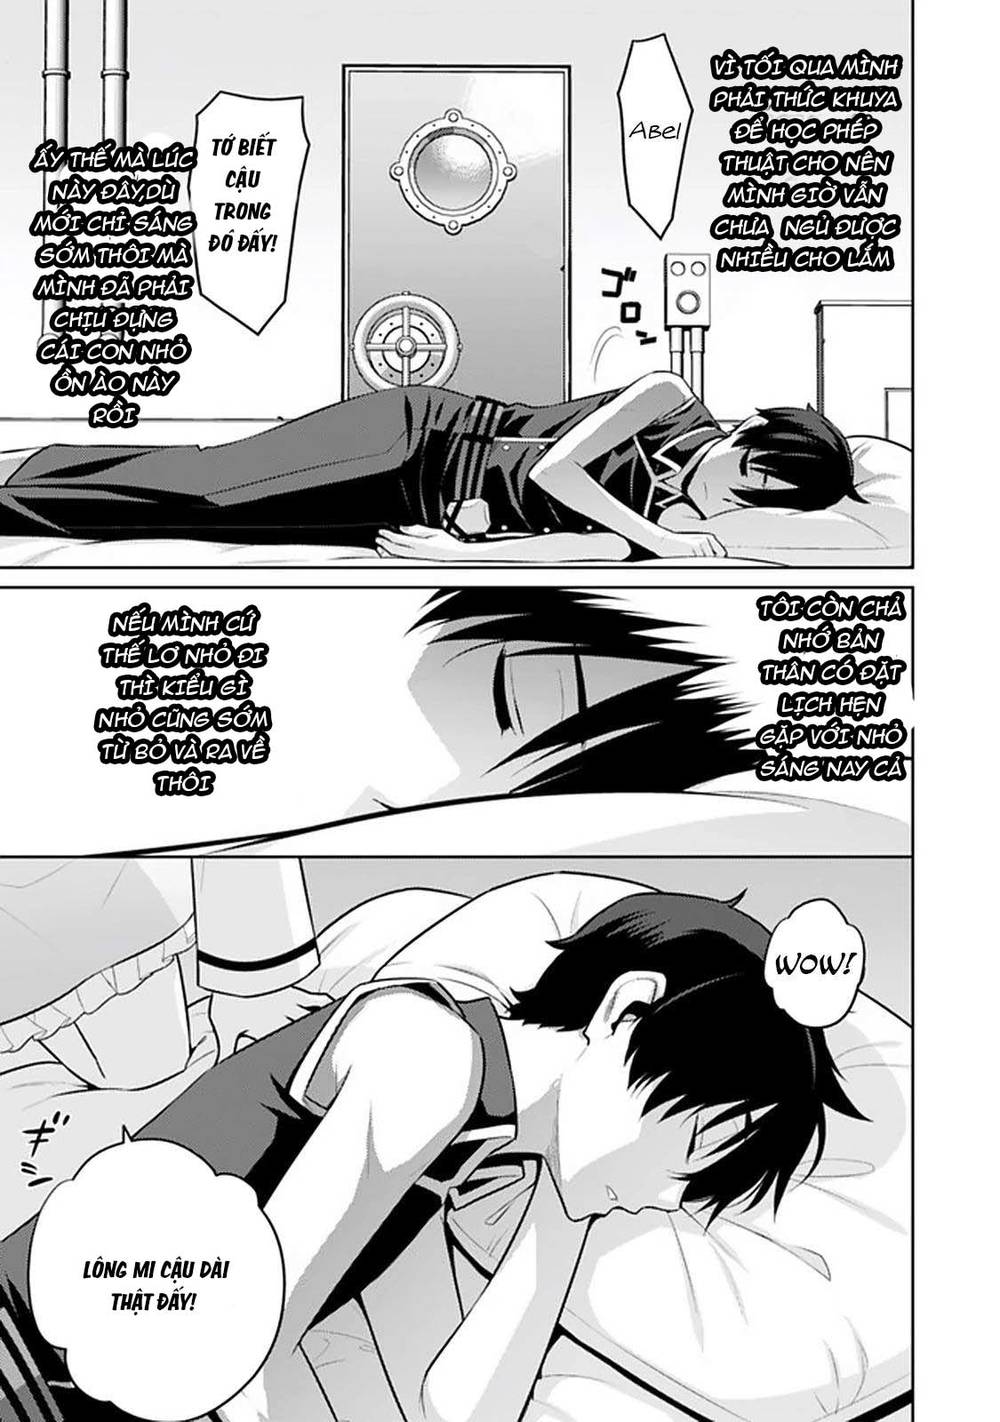 VÌ TỐI QUA MÌNH
PHẢI THỨC KHUYA
ĐỂ HỌC PHÉP
THUẬT CHO NÊN
MÌNH GIỜ VẪN
CHƯA NGỦ ĐƯỢC
NHIỀU CHO LẮM
Abel
TỚ BIẾT
CẬU
TRONG
ĐÓ ĐẤY!
ẤY THẾ MÀ LÚC
NÀY ĐÂY,DÙ
MỚI CHỈ SÁNG
SỚM THÔI MÀ
MÌNH ĐÃ PHẢI
CHỊU ĐỰNG
CÁI CON NHỎ
ỒN ÀO NÀY
RỒI
ゴロン
TÔI CÒN CHẢ
NHỚ BẢN
THÂN CÓ ĐẶT
LỊCH HẸN
GẶP VỚI NHỎ
SÁNG NAY CẢ
NẾU MÌNH CỨ
THẾ LƠ NHỎ ĐI
THÌ KIỂU GÌ
NHỎ CŨNG SỚM
TỪ BỎ VÀ RA VỀ
THÔI
WOW!
ギシ
LÔNG MI CẬU DÀI
THẬT ĐẤY!